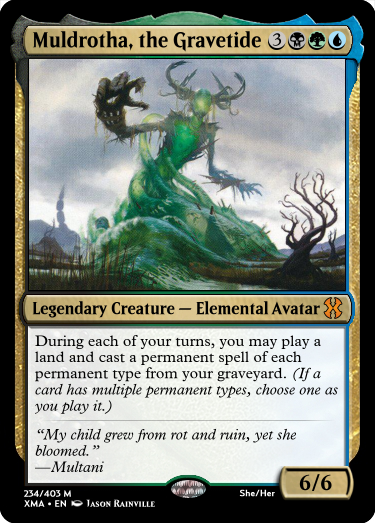 Muldrotha, the Gravetide 3
Legendary Creature — Elemental Avatar
During each of your turns, you may play a
land and cast a permanent spell of each
permanent type from your graveyard. (If a
card has multiple permanent types, choose one as
you play it.)
“My child grew from rot and ruin, yet she
bloomed.”
—Multani
6/6
234/403 M
XMA • EN Jason Rainville
She/Her